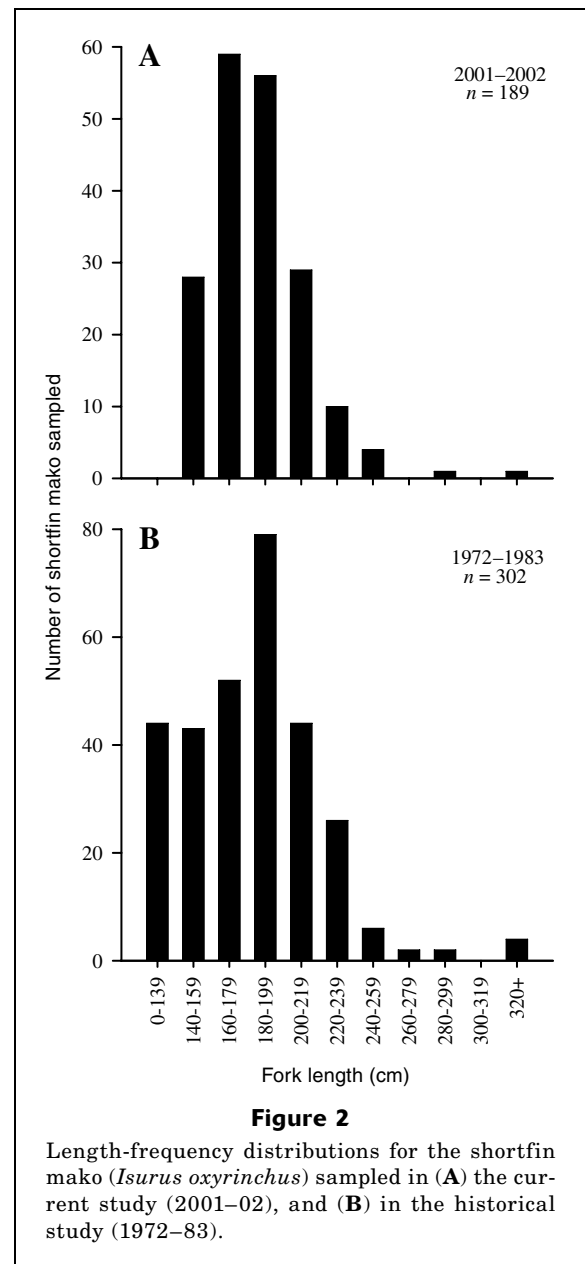 A
2001–2002
n = 189
60
50
40
30
20
10
0
Number of shortfin mako sampled
B
1972–1983
n = 302
80
60
40
20
0
0-139
140-159
160-179
180-199
200-219
220-239
240-259
260-279
280-299
300-319
320+
Fork length (cm)
Figure 2
Length-frequency distributions for the shortfin
mako (Isurus oxyrinchus) sampled in (A) the cur-
rent study (2001–02), and (B) in the historical
study (1972–83).